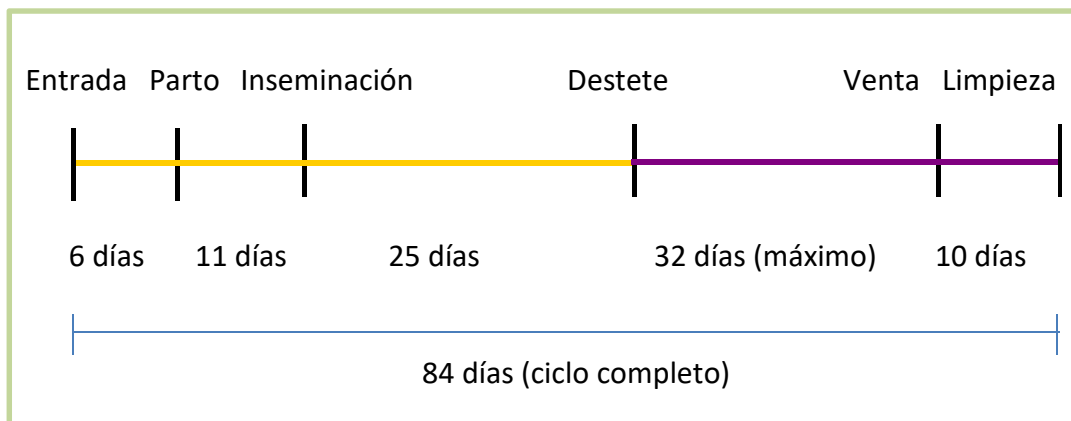 Entrada Parto Inseminación Destete Venta Limpieza
6 días 11 días 25 días 32 días (máximo) 10 días
84 días (ciclo completo)